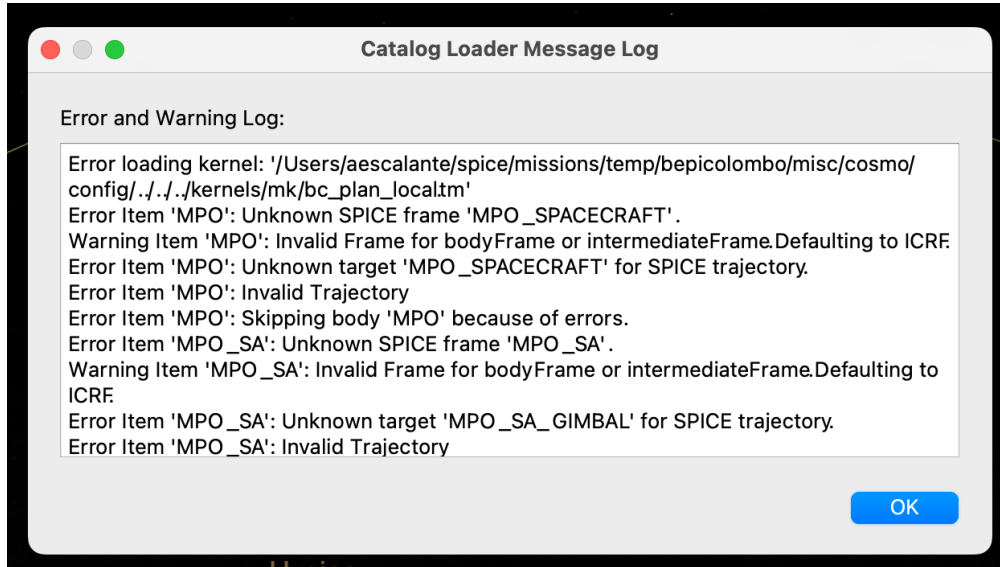 Catalog Loader Message Log
Error and Warning Log:
Error loading kernel: '/Users/aescalante/spice/missions/temp/bepicolombo/misc/cosmo/
config/../../../kernels/mk/bc_plan_local.tm'
Error Item 'MPO': Unknown SPICE frame 'MPO_SPACECRAFT'.
Warning Item 'MPO': Invalid Frame for bodyFrame or intermediateFrame.Defaulting to ICRF.
Error Item 'MPO': Unknown target 'MPO_SPACECRAFT' for SPICE trajectory.
Error Item 'MPO': Invalid Trajectory
Error Item 'MPO': Skipping body 'MPO' because of errors.
Error Item 'MPO_SA': Unknown SPICE frame 'MPO_SA'.
Warning Item 'MPO_SA': Invalid Frame for bodyFrame or intermediateFrame.Defaulting to
ICRF.
Error Item 'MPO_SA': Unknown target 'MPO_SA_GIMBAL' for SPICE trajectory.
Error Item 'MPO_SA': Invalid Trajectory
OK